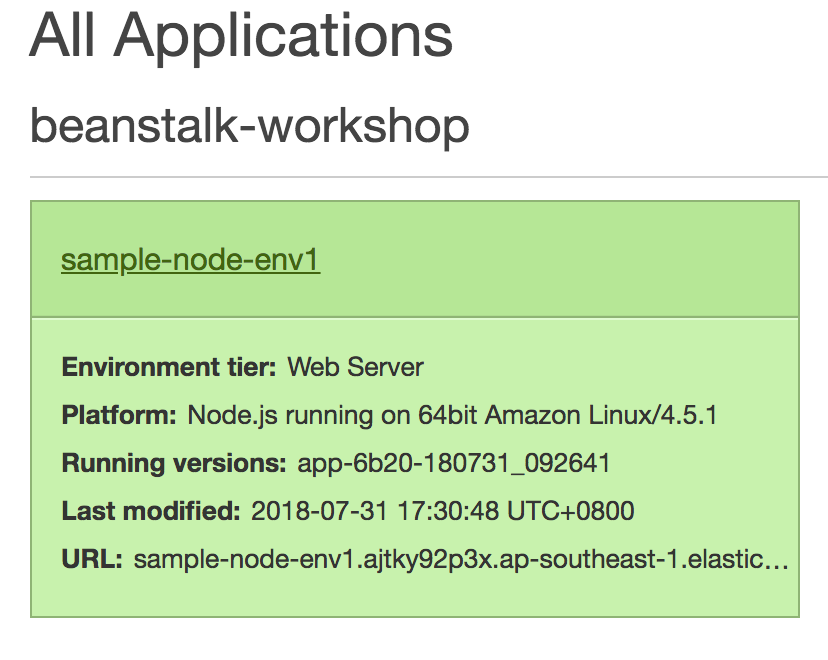 All Applications
beanstalk-workshop
sample-node-env1
Environment tier: Web Server
Platform: Node.js running on 64bit Amazon Linux/4.5.1
Running versions: app-6b20-180731_092641
Last modified: 2018-07-31 17:30:48 UTC+0800
URL: sample-node-env1.ajtky92p3x.ap-southeast-1.elastic...